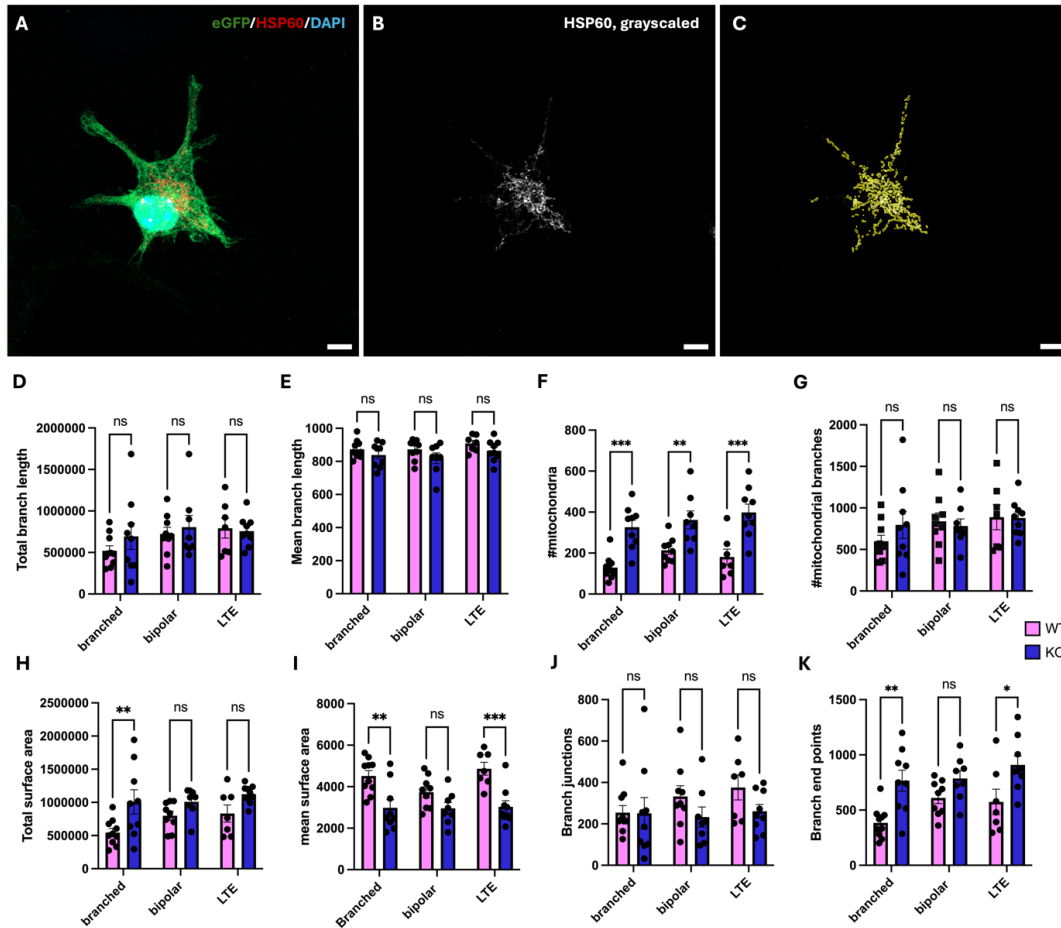 A
eGFP/HSP60/DAPI
B
HSP60, grayscaled
C
D
Total branch length
2000000
1500000
1000000
500000
0
ns
ns
ns
branched
bipolar
LTE
E
Mean branch length
1000
800
600
400
200
0
ns
ns
ns
branched
bipolar
LTE
F
#mitochondria
800
600
400
200
0
***
**
***
branched
bipolar
LTE
G
#mitochondrial branches
2000
1500
1000
500
0
ns
ns
ns
branched
bipolar
LTE
WT
KO
H
Total surface area
2500000
2000000
1500000
1000000
500000
0
**
ns
ns
branched
bipolar
LTE
I
mean surface area
8000
6000
4000
2000
0
**
ns
***
Branched
bipolar
LTE
J
Branch junctions
800
600
400
200
0
ns
ns
ns
branched
bipolar
LTE
K
Branch end points
1500
1000
500
0
**
ns
*
branched
bipolar
LTE